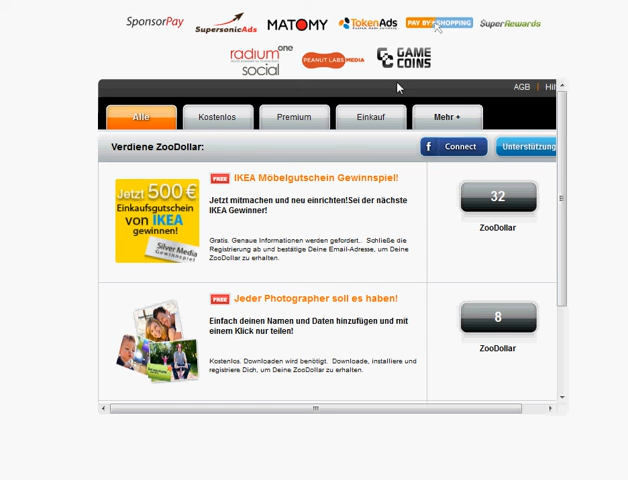 SponsorPay SupersonicAds MATOMY TokenAds PAY BY SHOPPING SuperRewards
radiumone social PEANUT LABS MEDIA GAME COINS
AGB
Alle Kostenlos Premium Einkauf Mehr +
Verdiene ZooDollar: f Connect Unterstützung
Jetzt 500 €
Einkaufsgutschein
von IKEA
gewinnen!
Silver Media
Gewinnspiel
FREE IKEA Möbelgutschein Gewinnspiel!
Jetzt mitmachen und neu einrichten!Sei der nächste
IKEA Gewinner!
Gratis. Genaue Informationen werden gefordert.. Schließe die
Registrierung ab und bestätige Deine Email-Adresse, um Deine
ZooDollar zu erhalten.
32
ZooDollar
FREE Jeder Photographer soll es haben!
Einfach deinen Namen und Daten hinzufügen und mit
einem Klick nur teilen!
Kostenlos. Downloaden wird benötigt. Downloade, installiere und
registriere Dich, um Deine ZooDollar zu erhalten.
8
ZooDollar